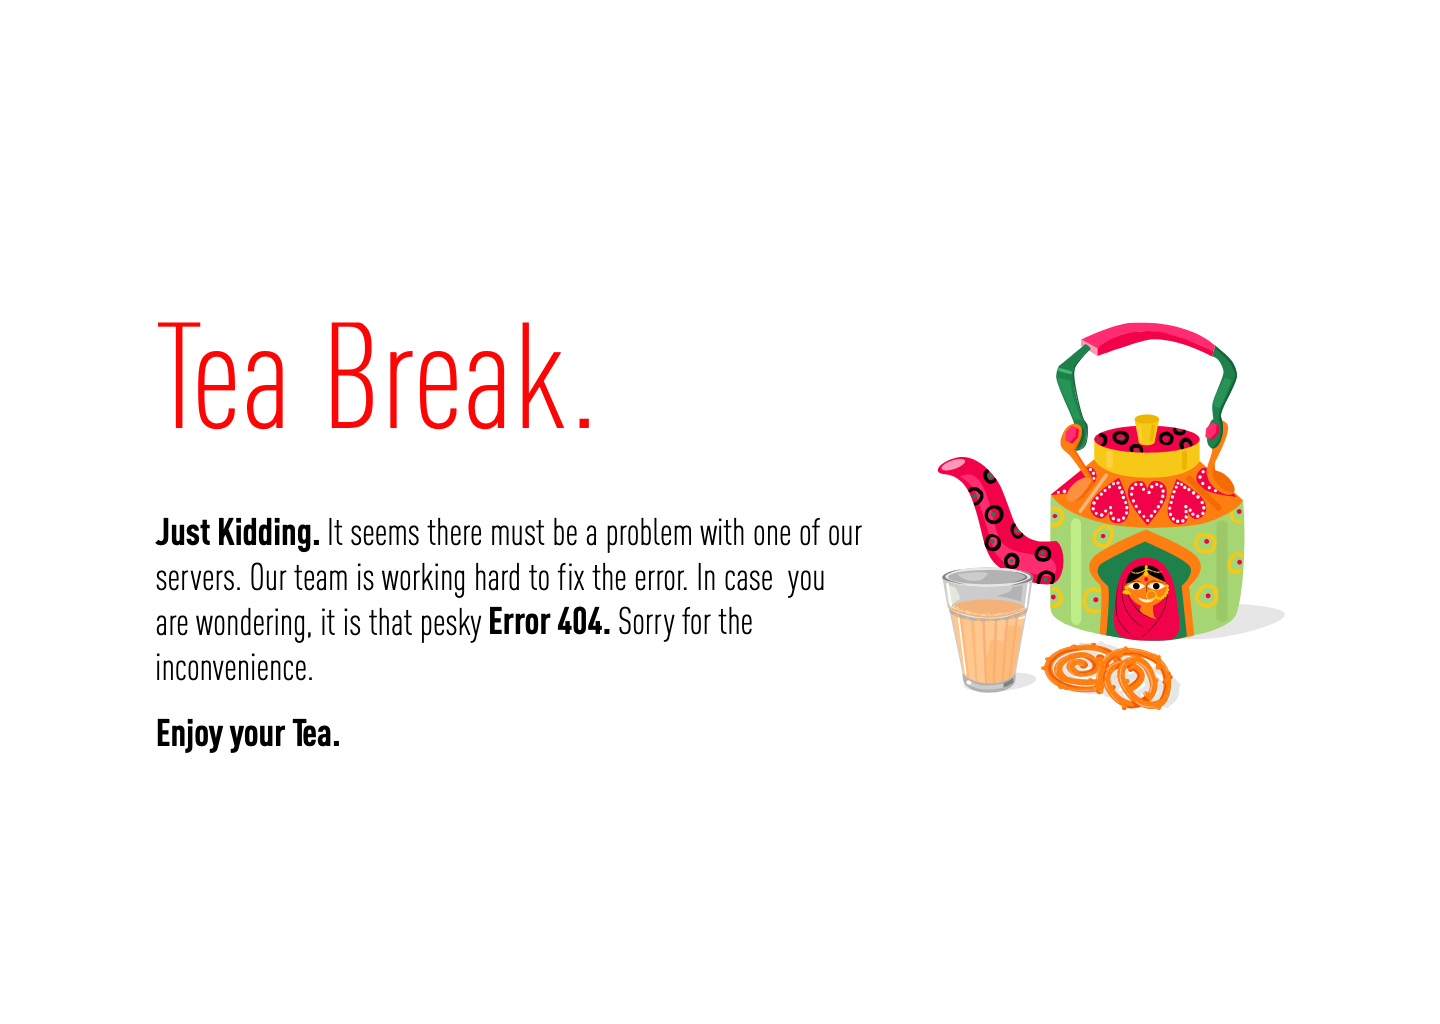 Tea Break.
Just Kidding. It seems there must be a problem with one of our
servers. Our team is working hard to fix the error. In case  you
are wondering, it is that pesky Error 404. Sorry for the
inconvenience.
Enjoy your Tea.